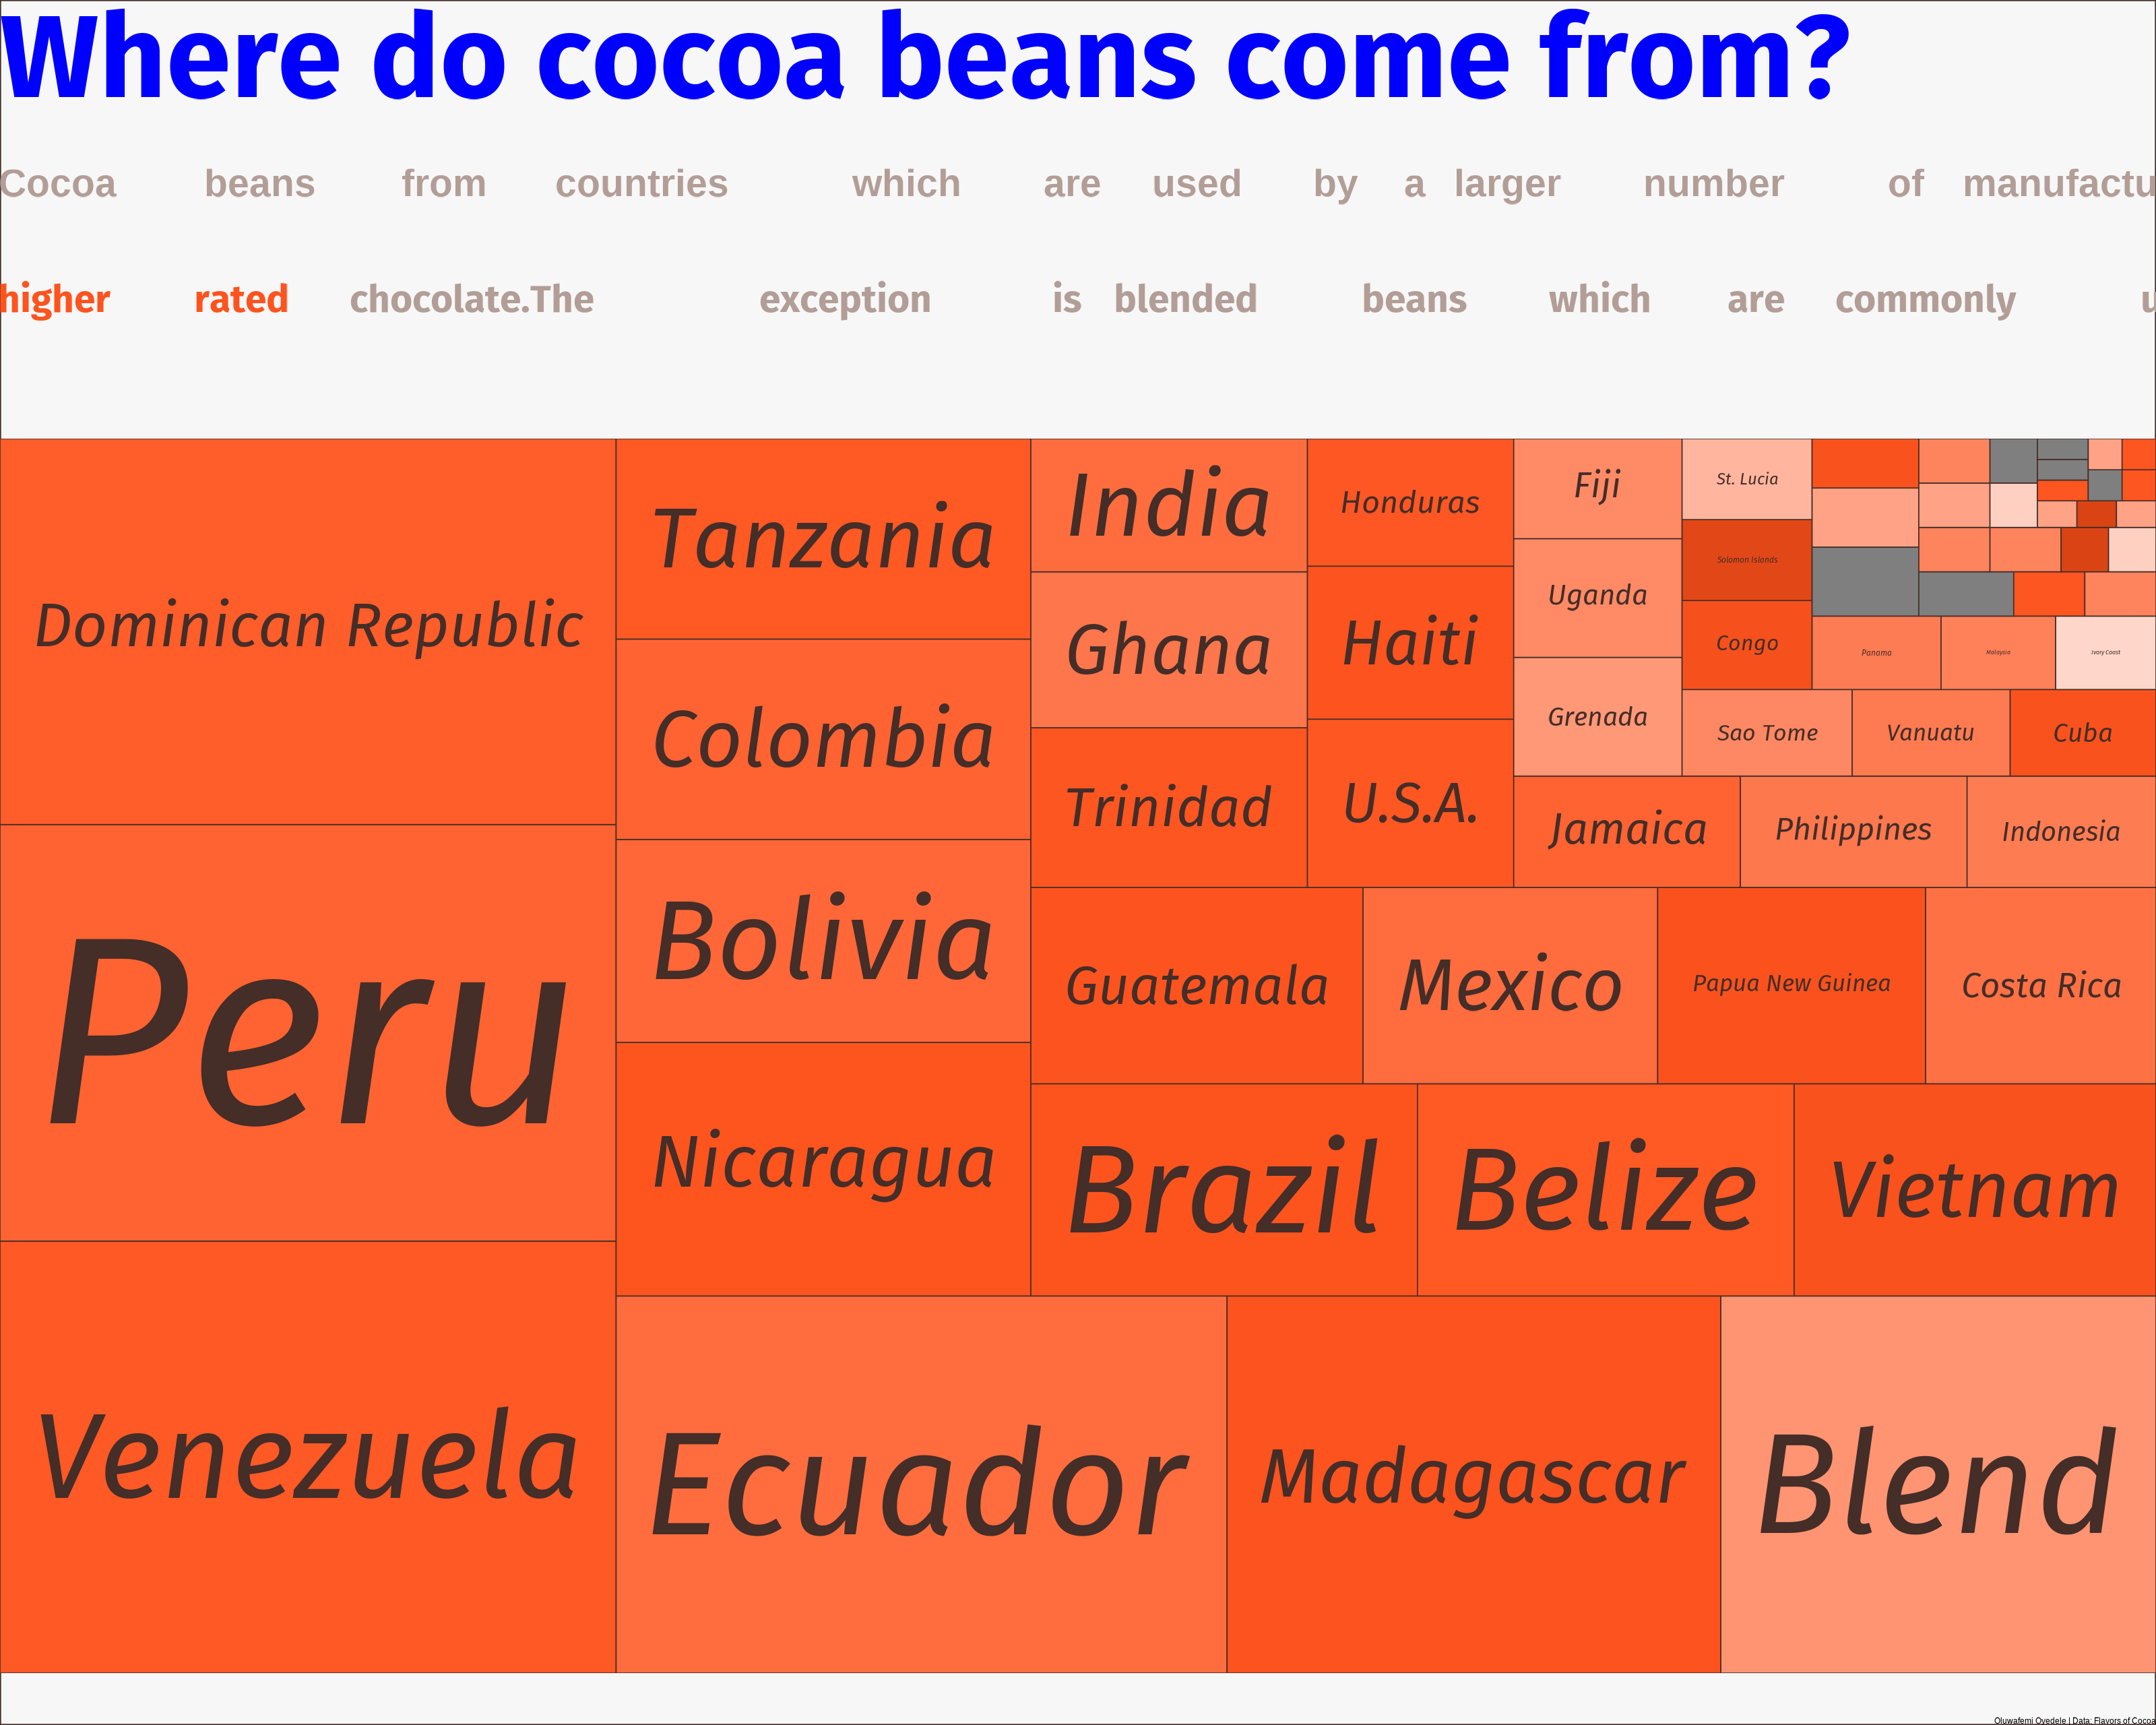 Where do cocoa beans come from?
Cocoa beans from countries which are used by a larger number of manufactu
higher rated chocolate.The exception is blended beans which are commonly u
Dominican Republic
Peru
Venezuela
Tanzania
Colombia
Bolivia
Nicaragua
Ecuador
Madagascar
Blend
India
Ghana
Trinidad
Honduras
Haiti
U.S.A.
Guatemala
Mexico
Papua New Guinea
Costa Rica
Brazil
Belize
Vietnam
Fiji
Uganda
Grenada
Jamaica
Philippines
Indonesia
St. Lucia
Solomon Islands
Congo
Sao Tome
Vanuatu
Cuba
Panama
Malaysia
Ivory Coast
Oluwafemi Oyedele | Data: Flavors of Cocoa